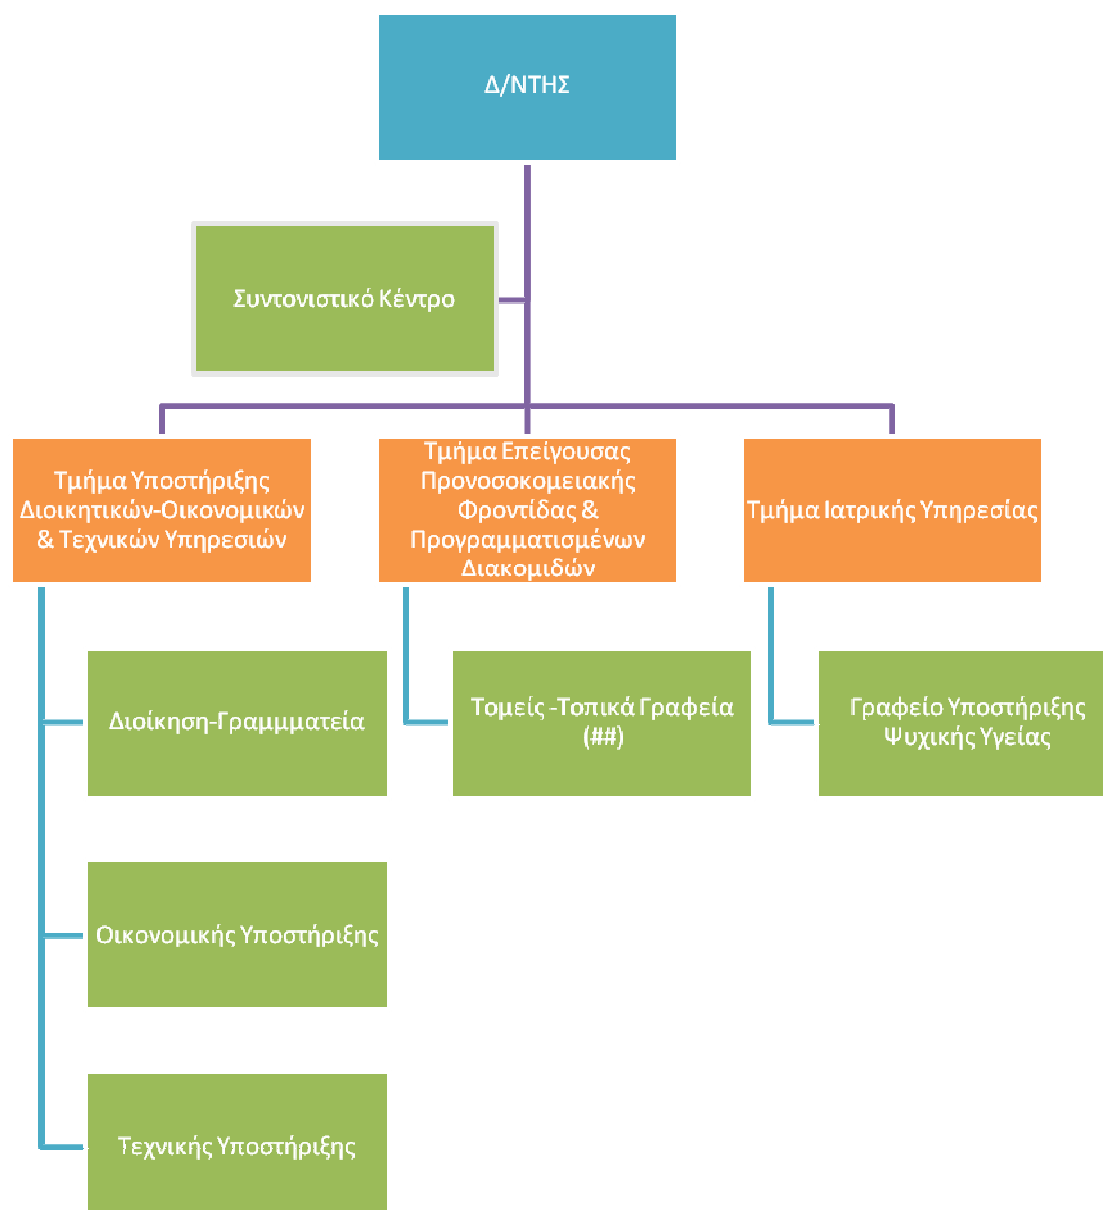 Δ/ΝΤΗΣ
Συντονιστικό Κέντρο
Τμήμα Υποστήριξης
Διοικητικών-Οικονομικών
& Τεχνικών Υπηρεσιών
Τμήμα Επείγουσας
Προνοσοκομειακής
Φροντίδας &
Προγραμματισμένων
Διακομιδών
Τμήμα Ιατρικής Υπηρεσίας
Διοίκηση-Γραμμματεία
Τομείς -Τοπικά Γραφεία
(##)
Γραφείο Υποστήριξης
Ψυχικής Υγείας
Οικονομικής Υποστήριξης
Τεχνικής Υποστήριξης